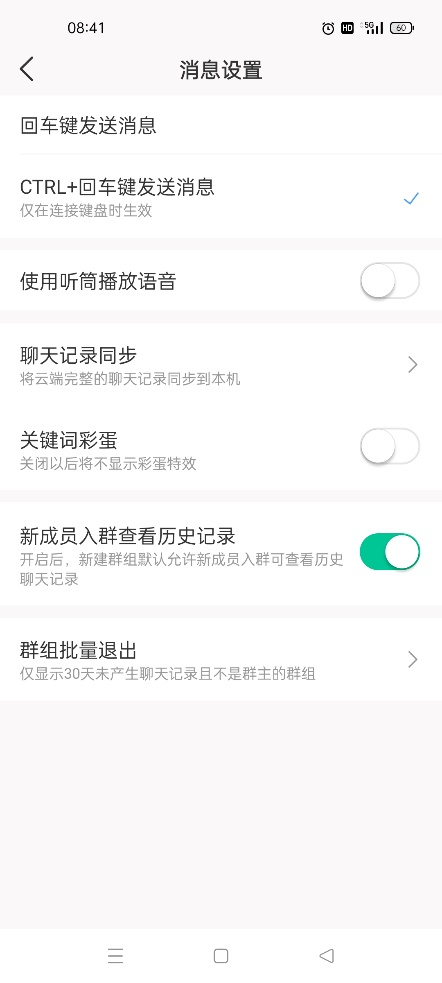 08:41
HD 5G 60
消息设置
回车键发送消息
CTRL+回车键发送消息
仅在连接键盘时生效
使用听筒播放语音
聊天记录同步
将云端完整的聊天记录同步到本机
关键词彩蛋
关闭以后将不显示彩蛋特效
新成员入群查看历史记录
开启后，新建群组默认允许新成员入群可查看历史
聊天记录
群组批量退出
仅显示30天未产生聊天记录且不是群主的群组